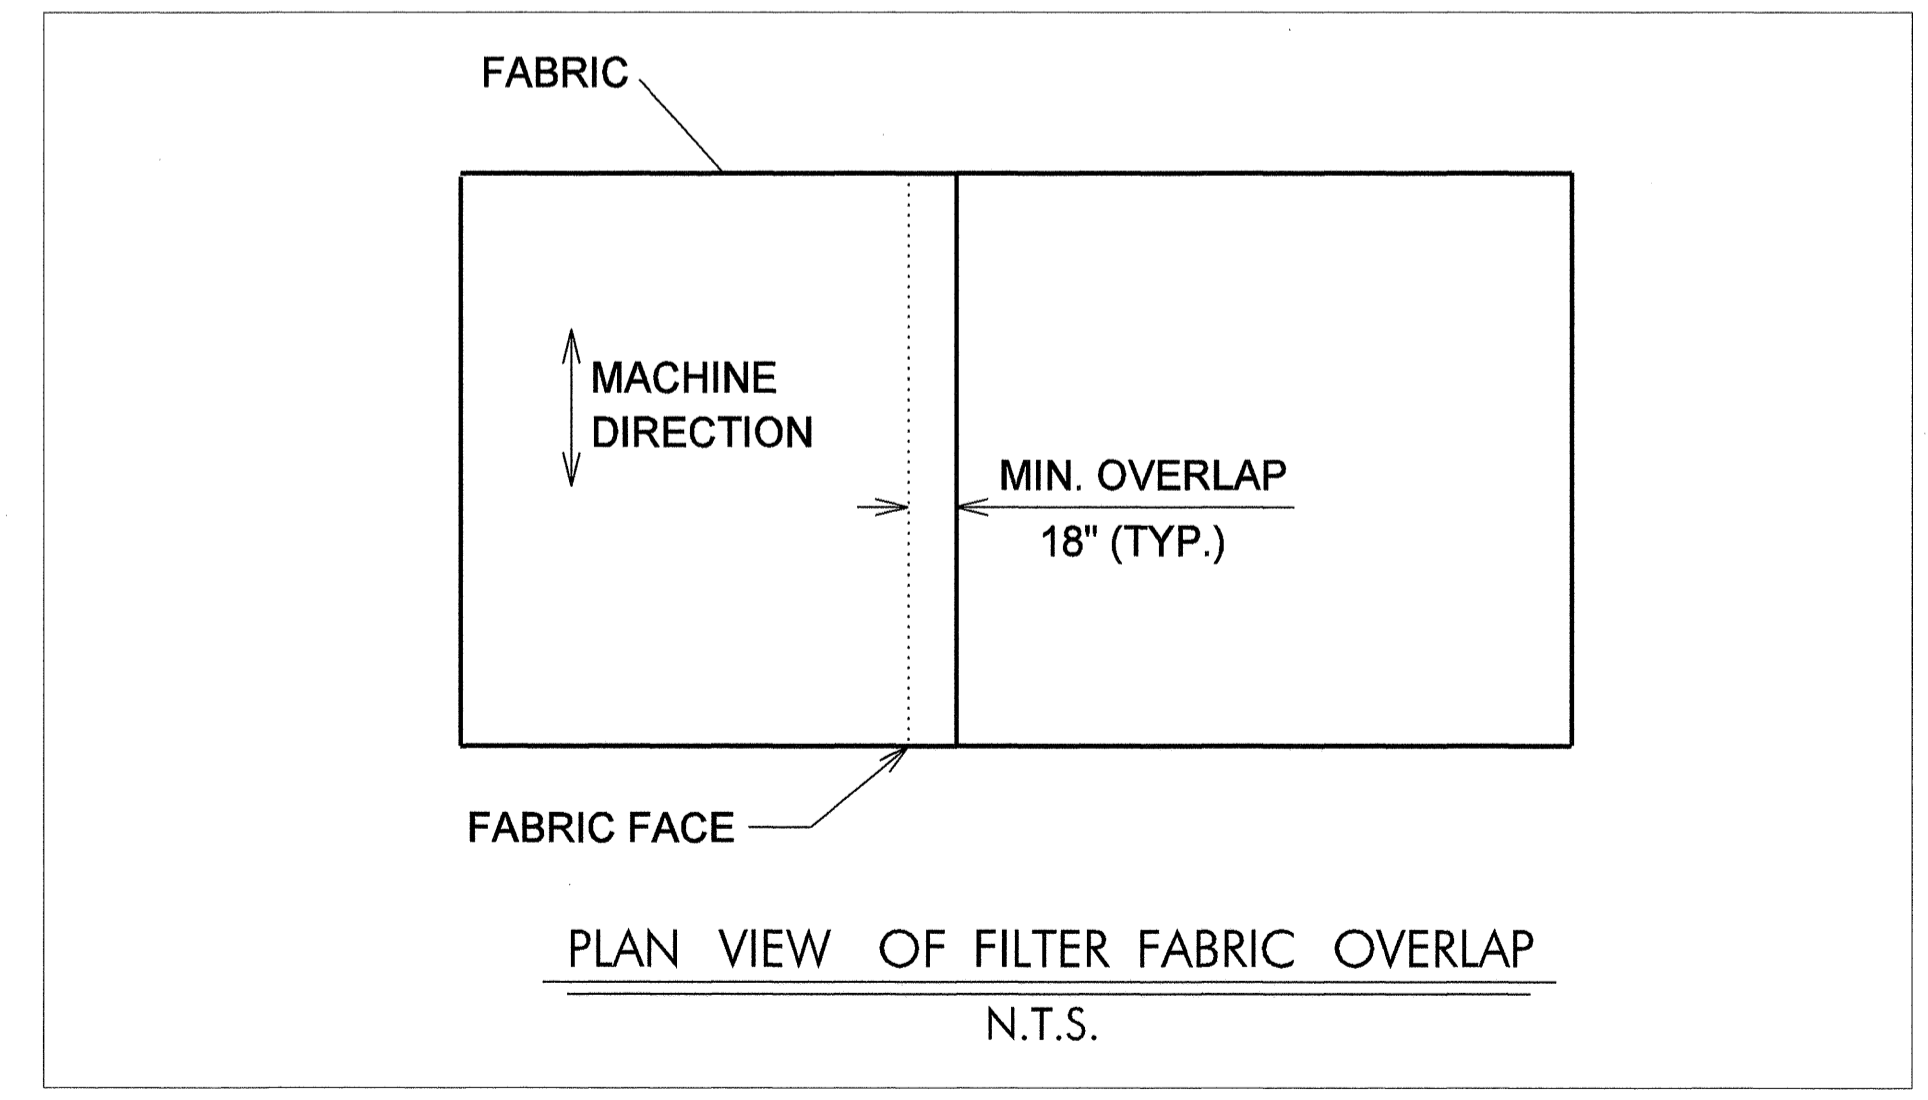 FABRIC
MACHINE
DIRECTION
MIN. OVERLAP
18" (TYP.)
FABRIC FACE
PLAN VIEW OF FILTER FABRIC OVERLAP
N.T.S.